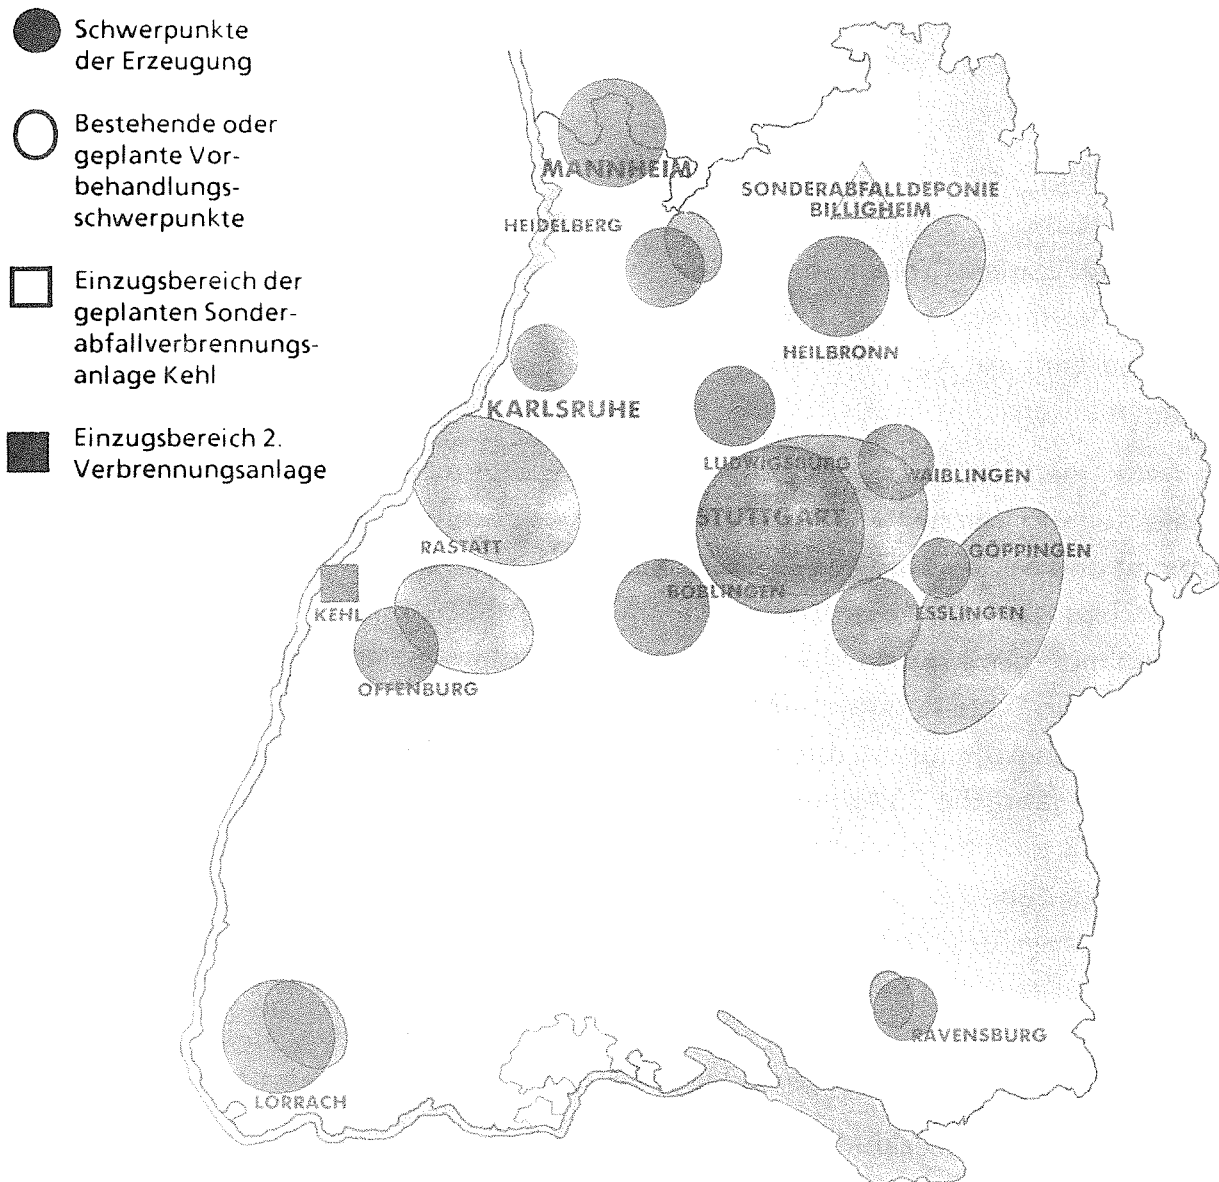 Schwerpunkte
der Erzeugung
Bestehende oder
geplante Vor-
behandlungs-
schwerpunkte
Einzugsbereich der
geplanten Sonder-
abfallverbrennungs-
anlage Kehl
Einzugsbereich 2.
Verbrennungsanlage
MANNHEIM
SONDERABFALLDEPONIE
BILLIGHEIM
HEIDELBERG
HEILBRONN
KARLSRUHE
LUDWIGSBURG
WAIBLINGEN
STUTTGART
RASTATT
GÖPPINGEN
BÖBLINGEN
KEHL
ESSLINGEN
OFFENBURG
RAVENSBURG
LÖRRACH